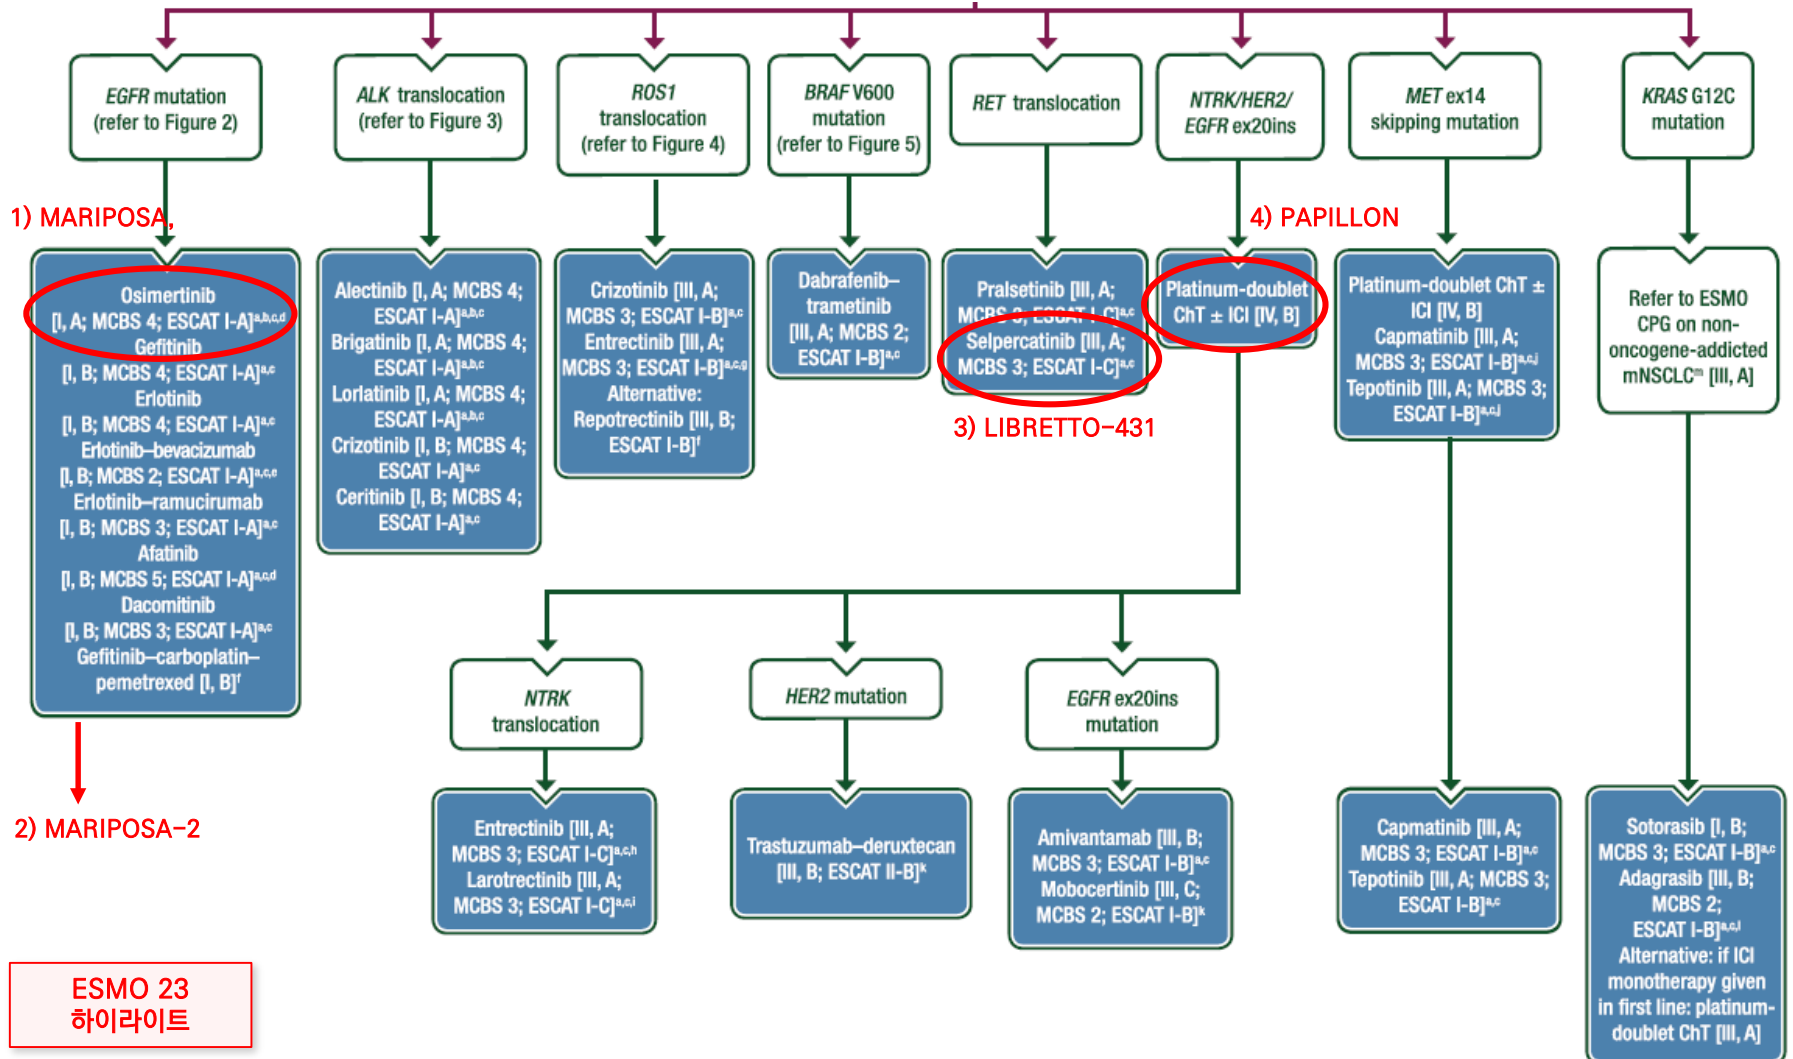 EGFR mutation
(refer to Figure 2)
ALK translocation
(refer to Figure 3)
ROS1
translocation
(refer to Figure 4)
BRAF V600
mutation
(refer to Figure 5)
RET translocation
NTRK/HER2/
EGFR ex20ins
MET ex14
skipping mutation
KRAS G12C
mutation
1) MARIPOSA,
4) PAPILLON
Osimertinib
[I, A; MCBS 4; ESCAT I-A]a,b,c,d
Gefitinib
[I, B; MCBS 4; ESCAT I-A]a,c
Erlotinib
[I, B; MCBS 4; ESCAT I-A]a,c
Erlotinib–bevacizumab
[I, B; MCBS 2; ESCAT I-A]a,c,e
Erlotinib–ramucirumab
[I, B; MCBS 3; ESCAT I-A]a,c
Afatinib
[I, B; MCBS 5; ESCAT I-A]a,c,d
Dacomitinib
[I, B; MCBS 3; ESCAT I-A]a,c
Gefitinib–carboplatin–
pemetrexed [I, B]f
Alectinib [I, A; MCBS 4;
ESCAT I-A]a,b,c
Brigatinib [I, A; MCBS 4;
ESCAT I-A]a,b,c
Lorlatinib [I, A; MCBS 4;
ESCAT I-A]a,b,c
Crizotinib [I, B; MCBS 4;
ESCAT I-A]a,c
Ceritinib [I, B; MCBS 4;
ESCAT I-A]a,c
Crizotinib [III, A;
MCBS 3; ESCAT I-B]a,c
Entrectinib [III, A;
MCBS 3; ESCAT I-B]a,c,g
Alternative:
Repotrectinib [III, B;
ESCAT I-B]f
Dabrafenib–
trametinib
[III, A; MCBS 2;
ESCAT I-B]a,c
Pralsetinib [III, A;
MCBS 3; ESCAT I-C]a,c
Selpercatinib [III, A;
MCBS 3; ESCAT I-C]a,c
3) LIBRETTO-431
Platinum-doublet
ChT ± ICI [IV, B]
Platinum-doublet ChT ±
ICI [IV, B]
Capmatinib [III, A;
MCBS 3; ESCAT I-B]a,c,j
Tepotinib [III, A; MCBS 3;
ESCAT I-B]a,c,j
Refer to ESMO
CPG on non-
oncogene-addicted
mNSCLCm [III, A]
2) MARIPOSA-2
NTRK
translocation
HER2 mutation
EGFR ex20ins
mutation
Entrectinib [III, A;
MCBS 3; ESCAT I-C]a,c,h
Larotrectinib [III, A;
MCBS 3; ESCAT I-C]a,c,i
Trastuzumab–deruxtecan
[III, B; ESCAT II-B]k
Amivantamab [III, B;
MCBS 3; ESCAT I-B]a,c
Mobocertinib [III, C;
MCBS 2; ESCAT I-B]k
Capmatinib [III, A;
MCBS 3; ESCAT I-B]a,c
Tepotinib [III, A; MCBS 3;
ESCAT I-B]a,c
Sotorasib [I, B;
MCBS 3; ESCAT I-B]a,c
Adagrasib [III, B;
MCBS 2;
ESCAT I-B]a,c,l
Alternative: if ICI
monotherapy given
in first line: platinum-
doublet ChT [III, A]
ESMO 23
하이라이트